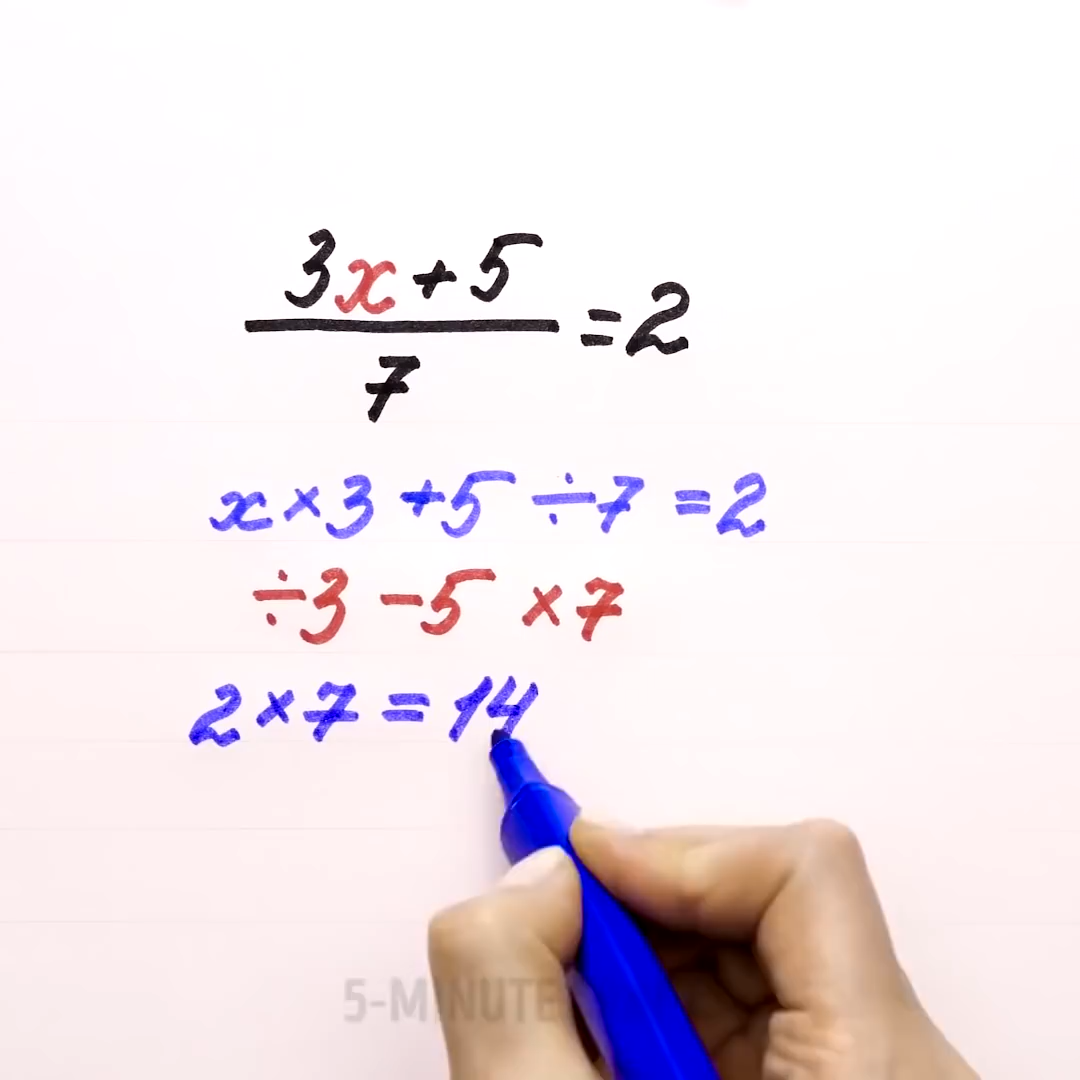 3x+5
/7 =2
x×3 +5 ÷7 =2
÷3 -5 ×7
2×7=14
5-MINUTE